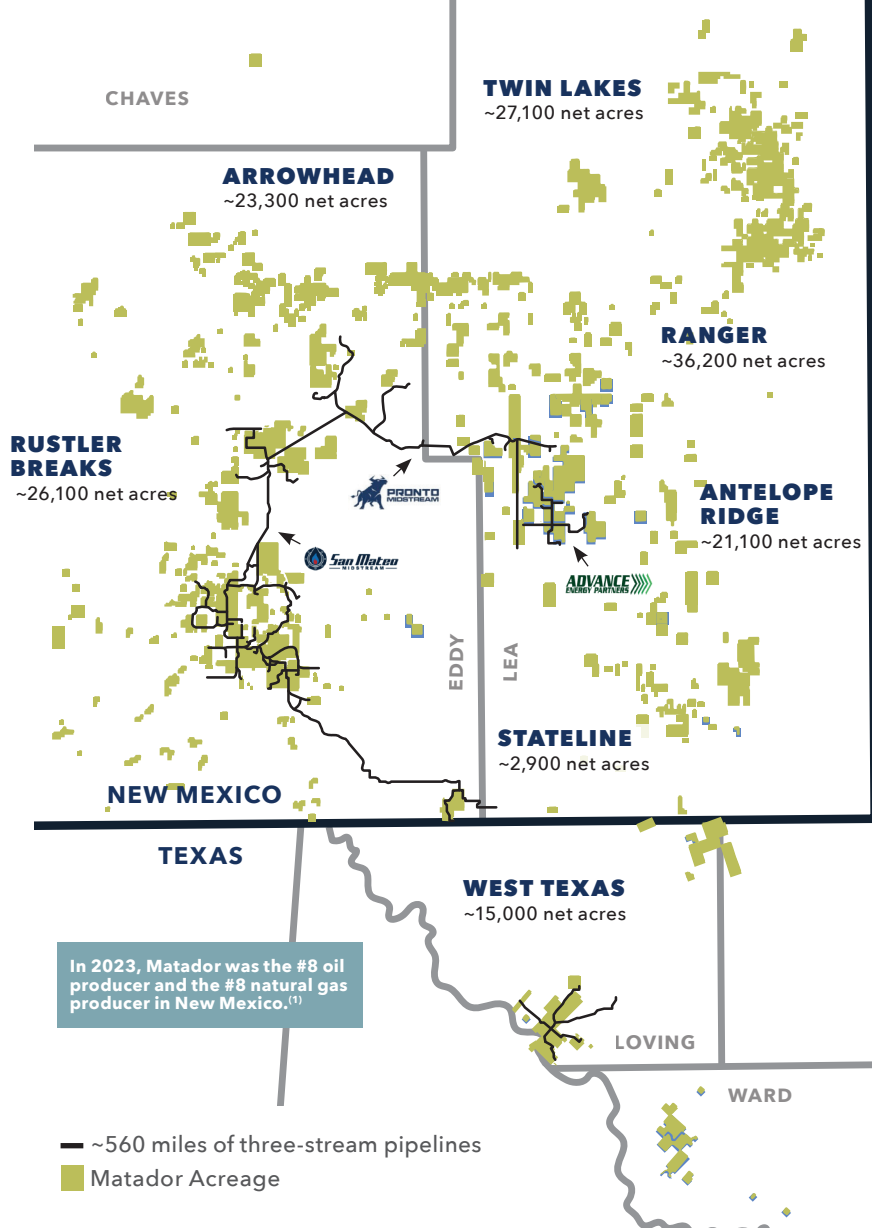 CHAVES
TWIN LAKES
~27,100 net acres
ARROWHEAD
~23,300 net acres
RANGER
~36,200 net acres
RUSTLER
BREAKS
~26,100 net acres
PRONTO
MIDSTREAM
ANTELOPE
RIDGE
~21,100 net acres
San Mateo
MIDSTREAM
ADVANCE
ENERGY PARTNERS
EDDY
LEA
STATELINE
~2,900 net acres
NEW MEXICO
TEXAS
WEST TEXAS
~15,000 net acres
In 2023, Matador was the #8 oil
producer and the #8 natural gas
producer in New Mexico.(1)
LOVING
WARD
~560 miles of three-stream pipelines
Matador Acreage